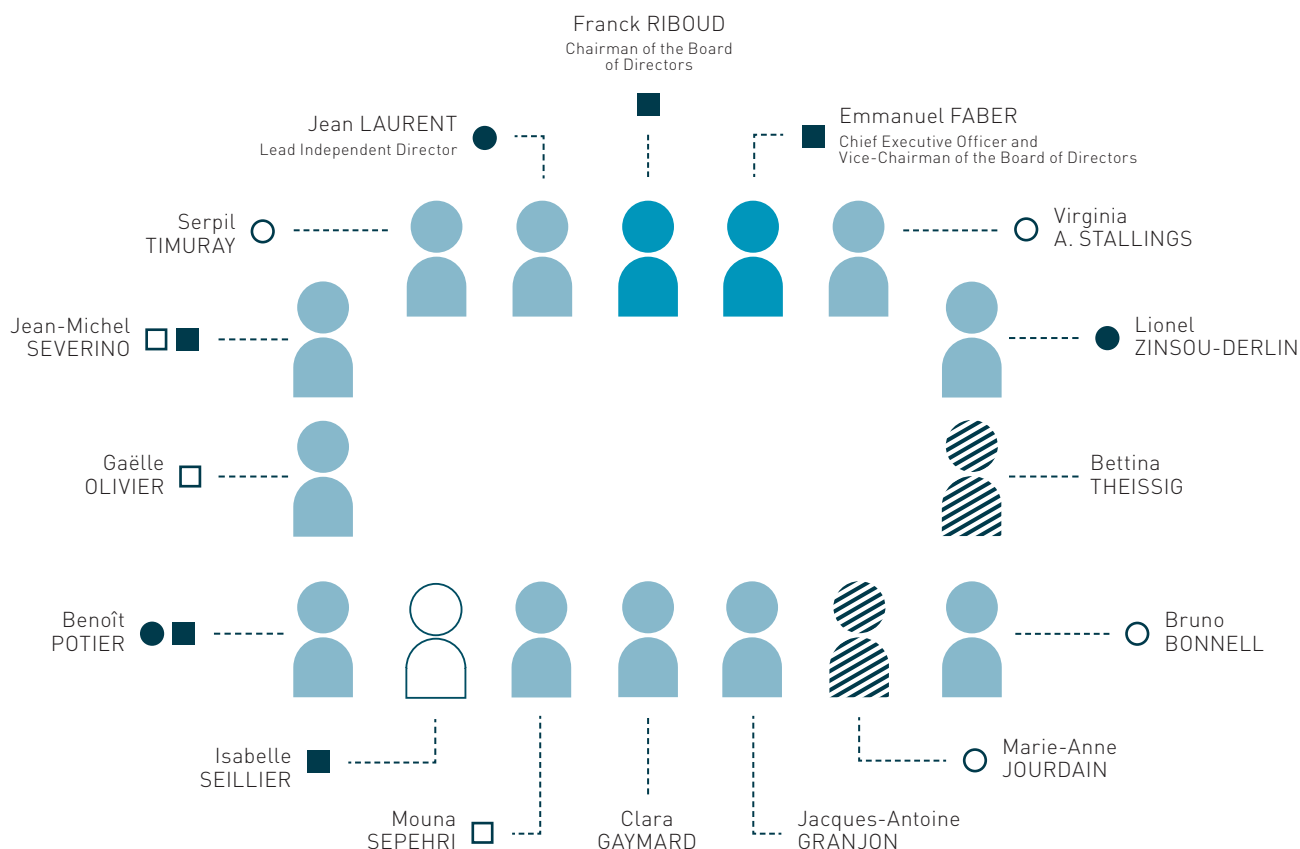 Franck RIBOUD
Chairman of the Board
of Directors
Jean LAURENT
Lead Independent Director
Emmanuel FABER
Chief Executive Officer and
Vice-Chairman of the Board of Directors
Serpil
TIMURAY
Virginia
A. STALLINGS
Jean-Michel
SEVERINO
Lionel
ZINSOU-DERLIN
Gaëlle
OLIVIER
Bettina
THEISSIG
Benoît
POTIER
Bruno
BONNELL
Isabelle
SEILLIER
Marie-Anne
JOURDAIN
Mouna
SEPEHRI
Clara
GAYMARD
Jacques-Antoine
GRANJON